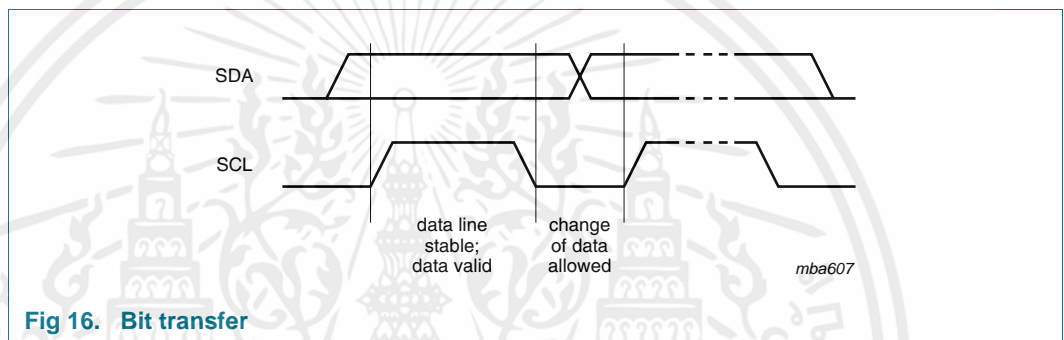 SDA
SCL
data line
stable;
data valid
change
of data
allowed
mba607
Fig 16. Bit transfer